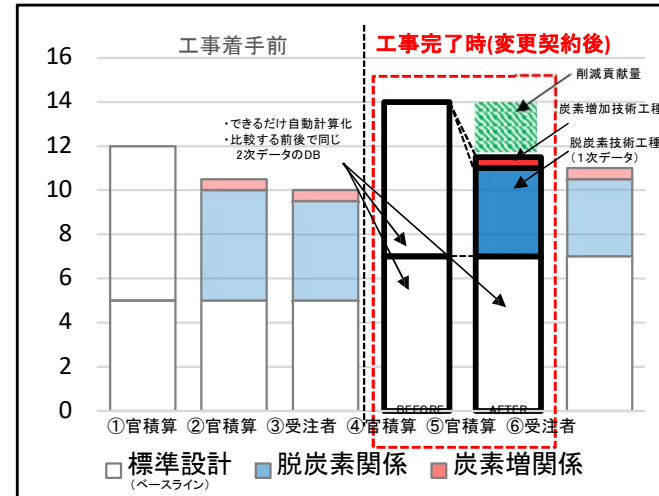 工事着手前
工事完了時(変更契約後)
16
14
12
10
8
6
4
2
0
削減貢献量
炭素増加技術工種
脱炭素技術工種
(1次データ)
・できるだけ自動計算化
・比較する前後で同じ
2次データのDB
BEFORE
AFTER
①官積算 ②官積算 ③受注者 ④官積算 ⑤官積算 ⑥受注者
標準設計 脱炭素関係 炭素増関係
(ベースライン)